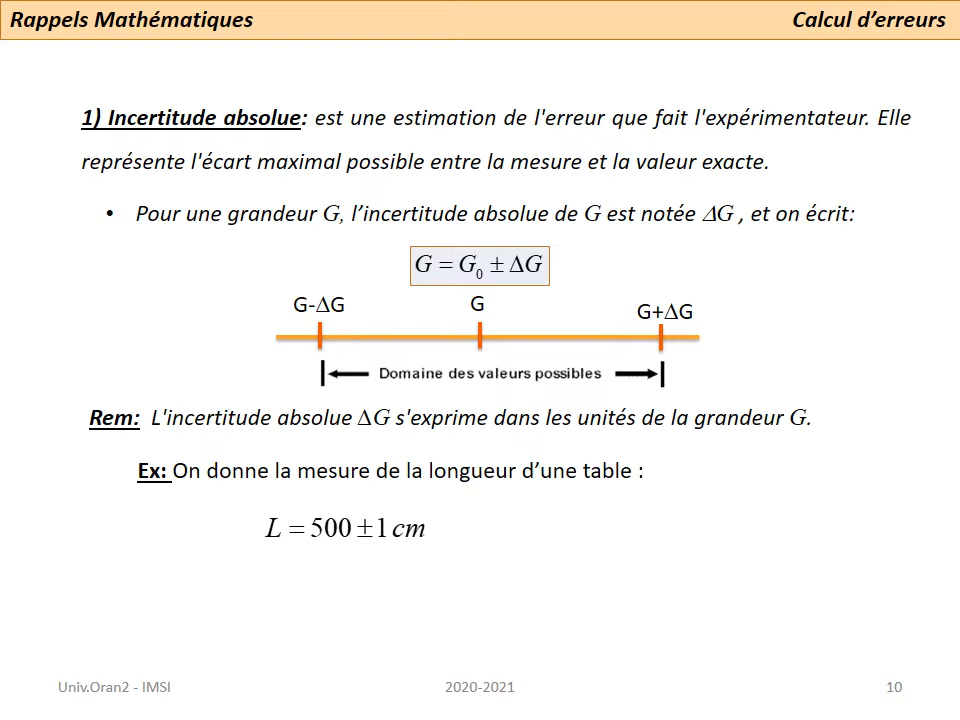 Rappels Mathématiques Calcul d’erreurs
1) Incertitude absolue: est une estimation de l'erreur que fait l'expérimentateur. Elle
représente l'écart maximal possible entre la mesure et la valeur exacte.
• Pour une grandeur G, l’incertitude absolue de G est notée ΔG , et on écrit:
G = G₀ ± ΔG
G-ΔG G G+ΔG
Domaine des valeurs possibles
Rem: L'incertitude absolue ΔG s'exprime dans les unités de la grandeur G.
Ex: On donne la mesure de la longueur d’une table :
L = 500 ± 1 cm
Univ.Oran2 - IMSI 2020-2021 10